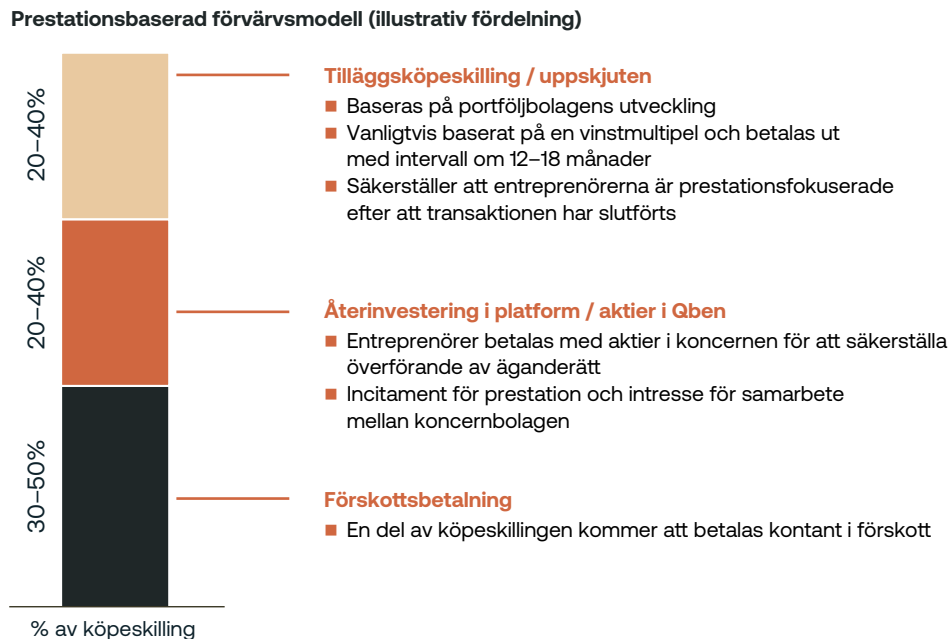 Prestationsbaserad förvärvsmodell (illustrativ fördelning)
20–40%
Tilläggsköpeskilling / uppskjuten
Baseras på portföljbolagens utveckling
Vanligtvis baserat på en vinstmultipel och betalas ut
med intervall om 12–18 månader
Säkerställer att entreprenörerna är prestationsfokuserade
efter att transaktionen har slutförts
20–40%
Återinvestering i platform / aktier i Qben
Entreprenörer betalas med aktier i koncernen för att säkerställa
överförande av äganderätt
Incitament för prestation och intresse för samarbete
mellan koncernbolagen
30–50%
Förskottsbetalning
En del av köpeskillingen kommer att betalas kontant i förskott
% av köpeskilling